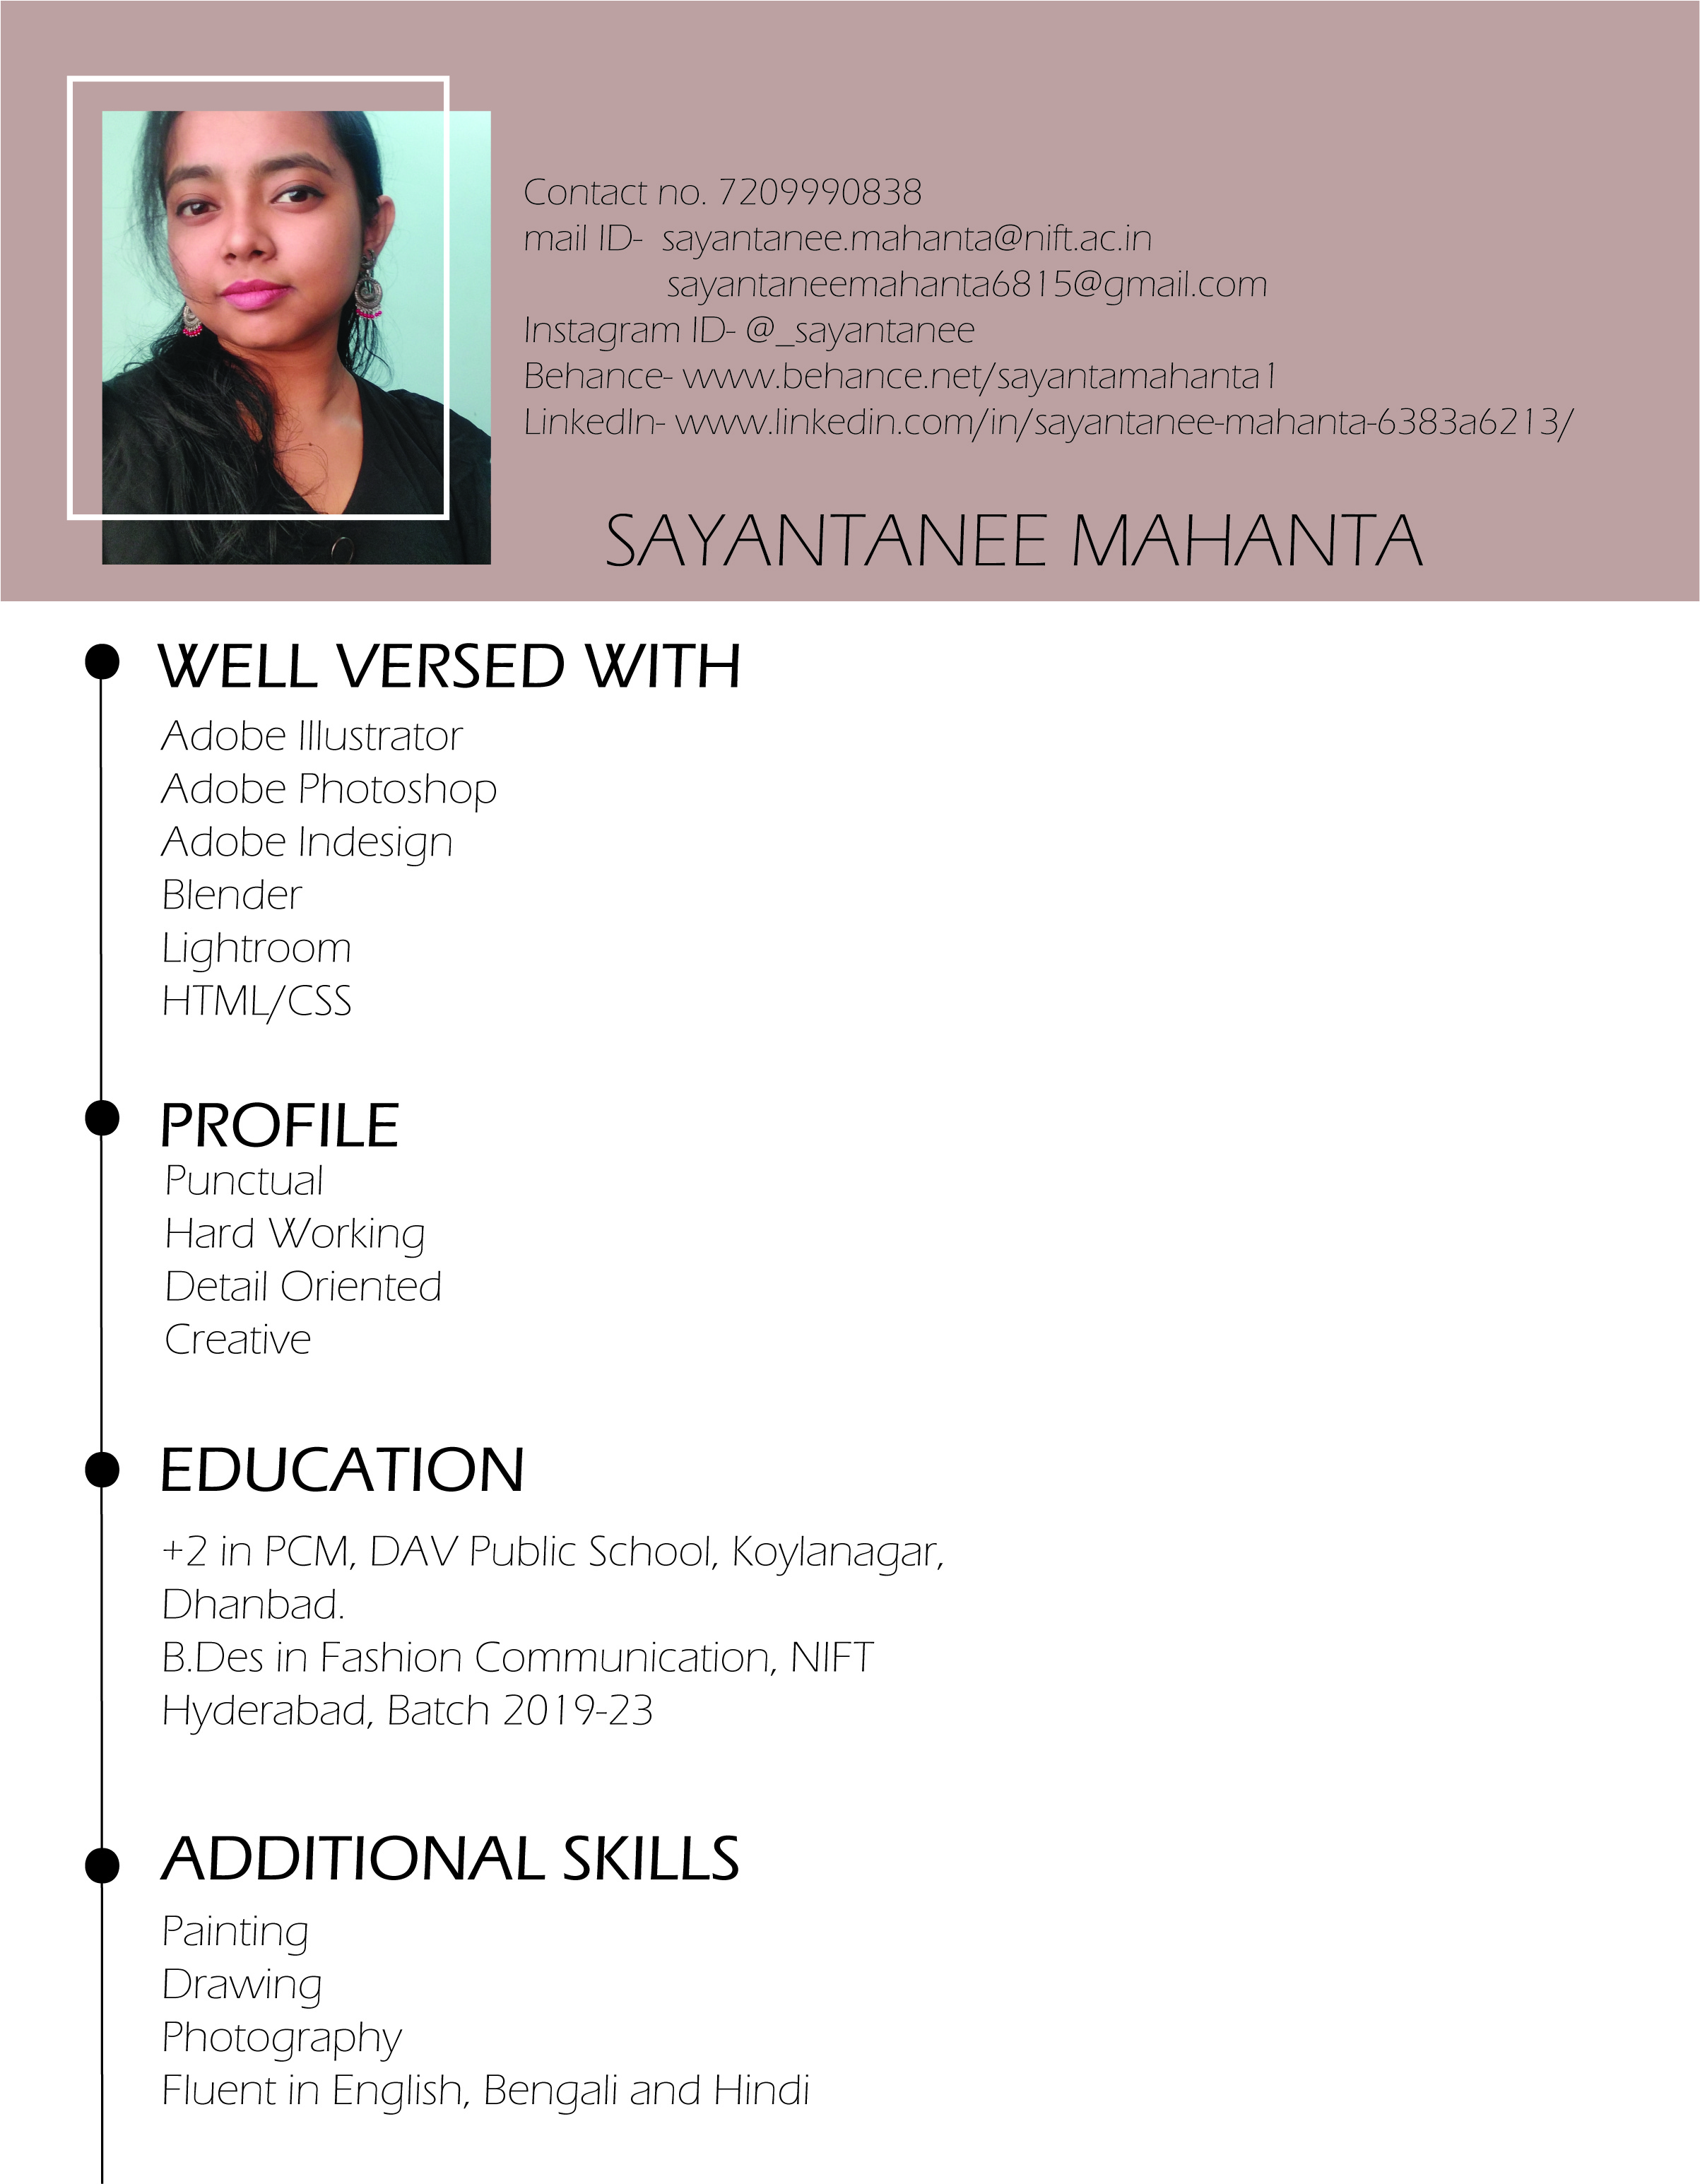 Contact no. 7209990838
mail ID- sayantanee.mahanta@nift.ac.in
sayantaneemahanta6815@gmail.com
Instagram ID- @_sayantanee
Behance- www.behance.net/sayantamahanta1
LinkedIn- www.linkedin.com/in/sayantanee-mahanta-6383a6213/
SAYANTANEE MAHANTA
WELL VERSED WITH
Adobe Illustrator
Adobe Photoshop
Adobe Indesign
Blender
Lightroom
HTML/CSS
PROFILE
Punctual
Hard Working
Detail Oriented
Creative
EDUCATION
+2 in PCM, DAV Public School, Koylanagar,
Dhanbad.
B.Des in Fashion Communication, NIFT
Hyderabad, Batch 2019-23
ADDITIONAL SKILLS
Painting
Drawing
Photography
Fluent in English, Bengali and Hindi